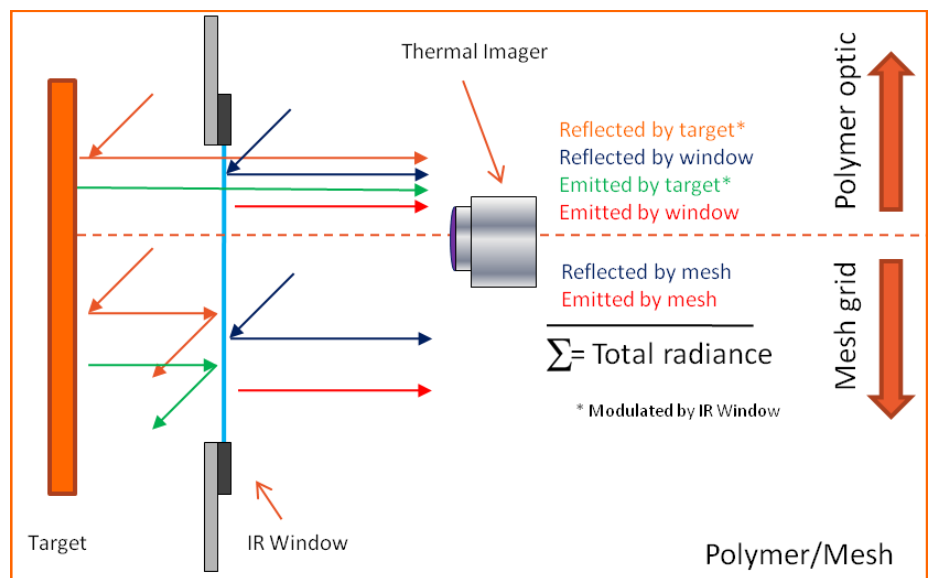 Thermal Imager
Reflected by target*
Reflected by window
Emitted by target*
Emitted by window
Polymer optic
Reflected by mesh
Emitted by mesh
∑= Total radiance
* Modulated by IR Window
Mesh grid
Target
IR Window
Polymer/Mesh